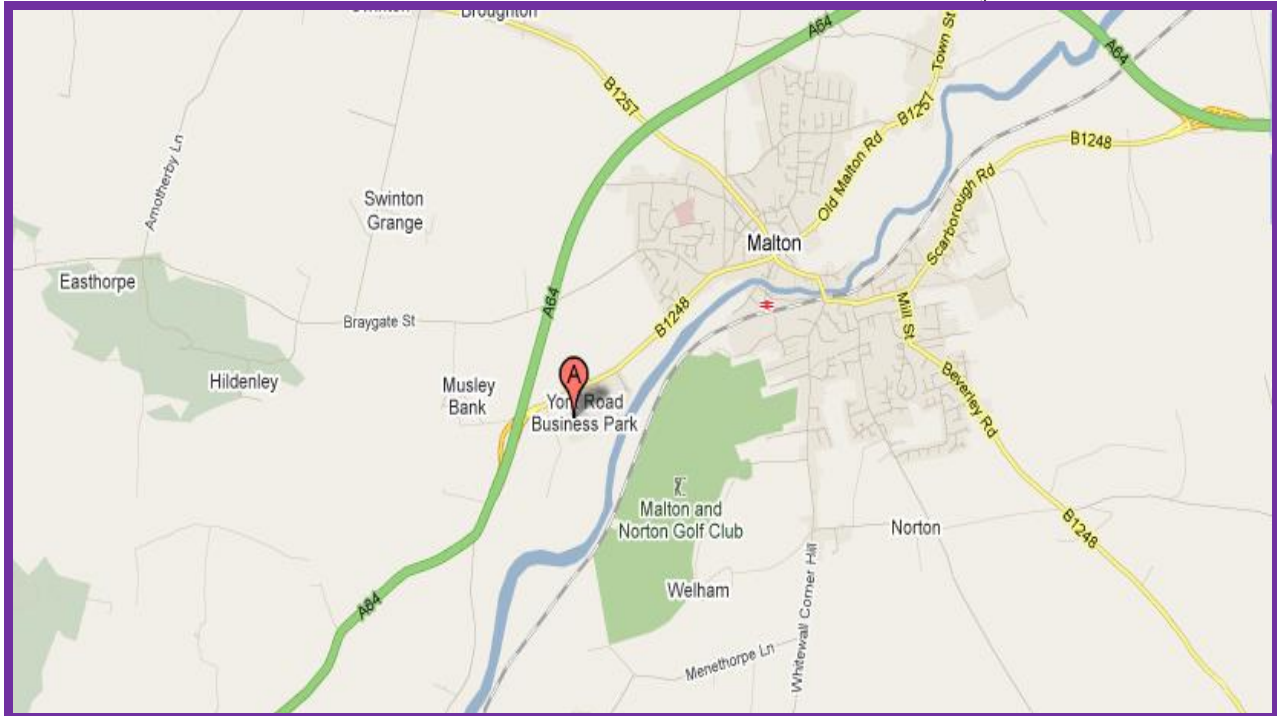 Swinton
Broughton
A64
Town St
A64
B1257
B1257
B1248
Amotherby Ln
Old Malton Rd
Scarborough Rd
Swinton
Grange
Malton
Easthorpe
A64
B1248
Mill St
Braygate St
Hildenley
Musley
Bank
A
York Road
Business Park
Beverley Rd
Malton and
Norton Golf Club
Norton
B1248
Welham
Whitewall Corner Hill
A64
Menethorpe Ln